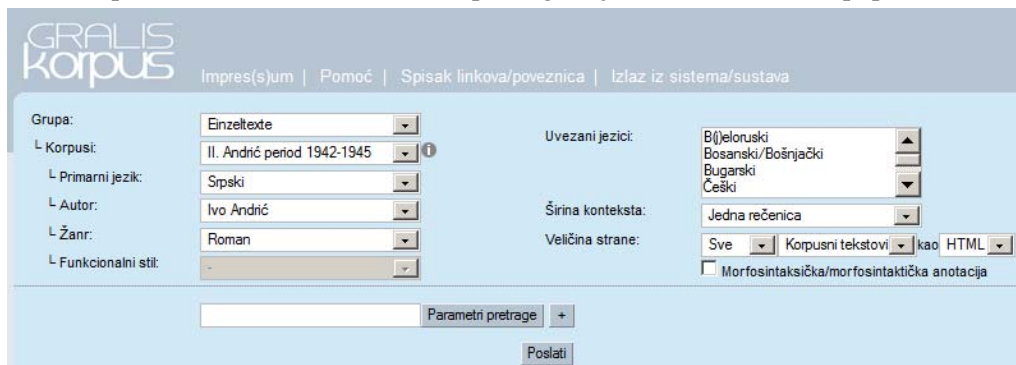 GRALIS
korpus
Impres(s)um | Pomoć | Spisak linkova/poveznica | Izlaz iz sistema/sustava
Grupa: Einzeltexte
└ Korpusi: II. Andrić period 1942-1945
└ Primarni jezik: Srpski
└ Autor: Ivo Andrić
└ Žanr: Roman
└ Funkcionalni stil: -
Uvezani jezici: B(j)eloruski
Bosanski/Bošnjački
Bugarski
Češki
Širina konteksta: Jedna rečenica
Veličina strane: Sve Korpusni tekstovi kao HTML
Morfosintaksička/morfosintaktička anotacija
Parametri pretrage +
Poslati